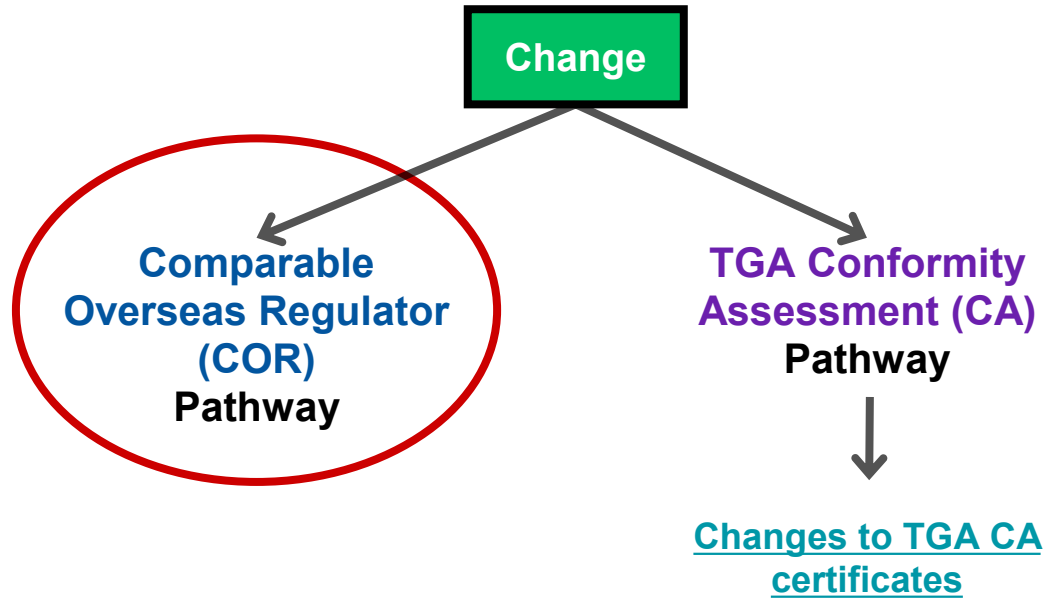 Change
Comparable
Overseas Regulator
(COR)
Pathway
TGA Conformity
Assessment (CA)
Pathway
Changes to TGA CA
certificates